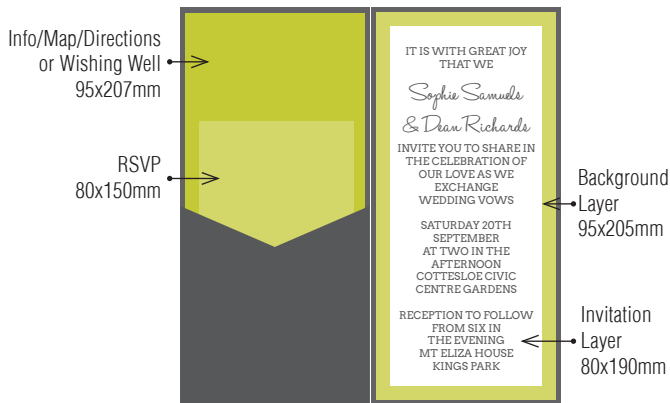 Info/Map/Directions
or Wishing Well
95x207mm
RSVP
80x150mm
IT IS WITH GREAT JOY
THAT WE
Sophie Samuels
& Dean Richards
INVITE YOU TO SHARE IN
THE CELEBRATION OF
OUR LOVE AS WE
EXCHANGE
WEDDING VOWS
SATURDAY 20TH
SEPTEMBER
AT TWO IN THE
AFTERNOON
COTTESLOE CIVIC
CENTRE GARDENS
RECEPTION TO FOLLOW
FROM SIX IN
THE EVENING
MT ELIZA HOUSE
KINGS PARK
Background
Layer
95x205mm
Invitation
Layer
80x190mm